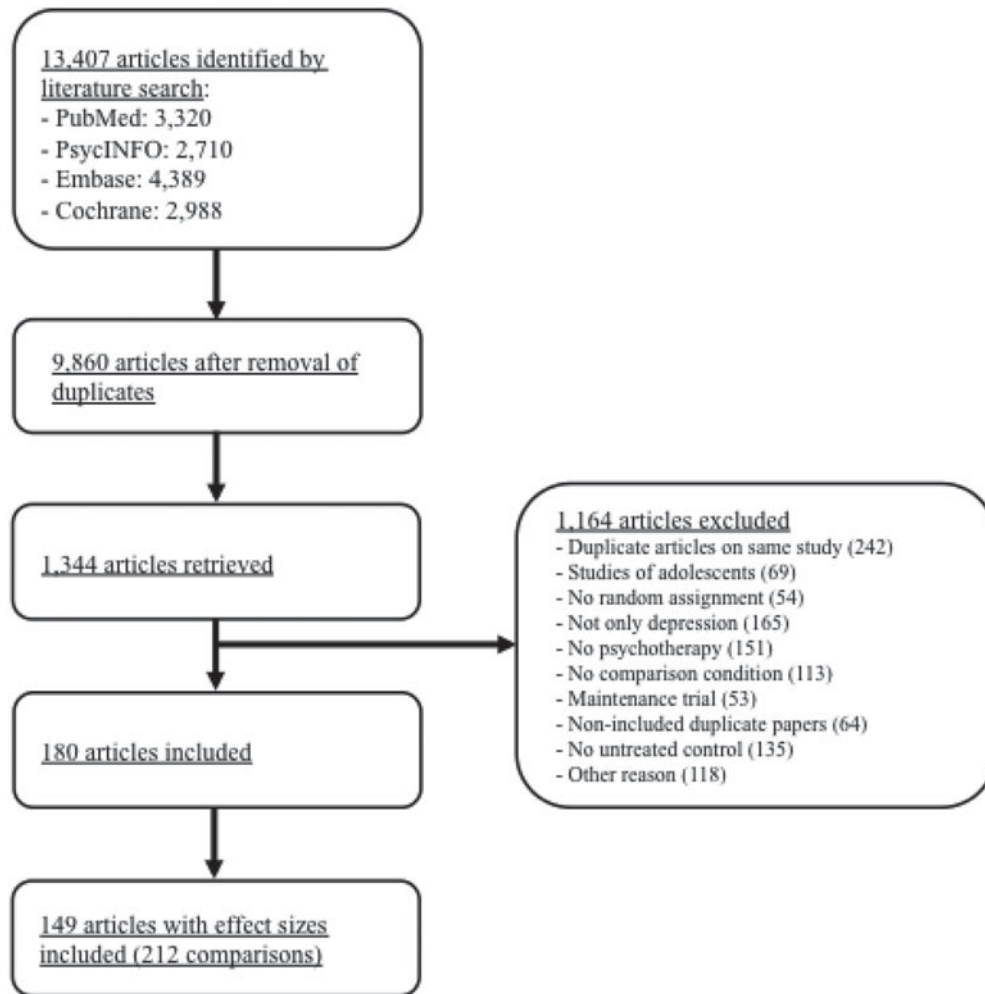 13,407 articles identified by
literature search:
- PubMed: 3,320
- PsycINFO: 2,710
- Embase: 4,389
- Cochrane: 2,988
9,860 articles after removal of
duplicates
1,344 articles retrieved
1,164 articles excluded
- Duplicate articles on same study (242)
- Studies of adolescents (69)
- No random assignment (54)
- Not only depression (165)
- No psychotherapy (151)
- No comparison condition (113)
- Maintenance trial (53)
- Non-included duplicate papers (64)
- No untreated control (135)
- Other reason (118)
180 articles included
149 articles with effect sizes
included (212 comparisons)